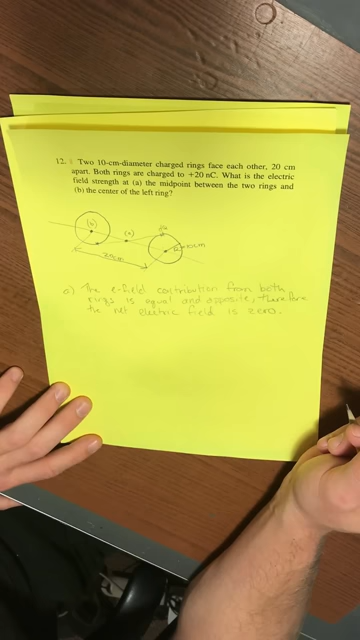 12. Two 10-cm-diameter charged rings face each other, 20 cm
apart. Both rings are charged to +20 nC. What is the electric
field strength at (a) the midpoint between the two rings and
(b) the center of the left ring?
(b)
(a)
20cm
a) The e-field contribution from both
rings is equal and opposite, therefore
the net electric field is zero.